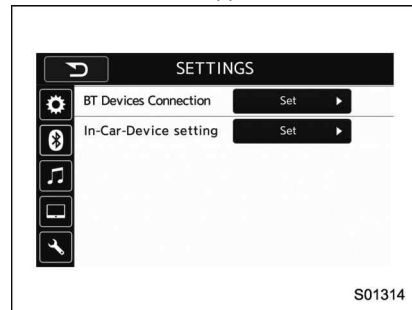 SETTINGS
BT Devices Connection Set
In-Car-Device setting Set
S01314